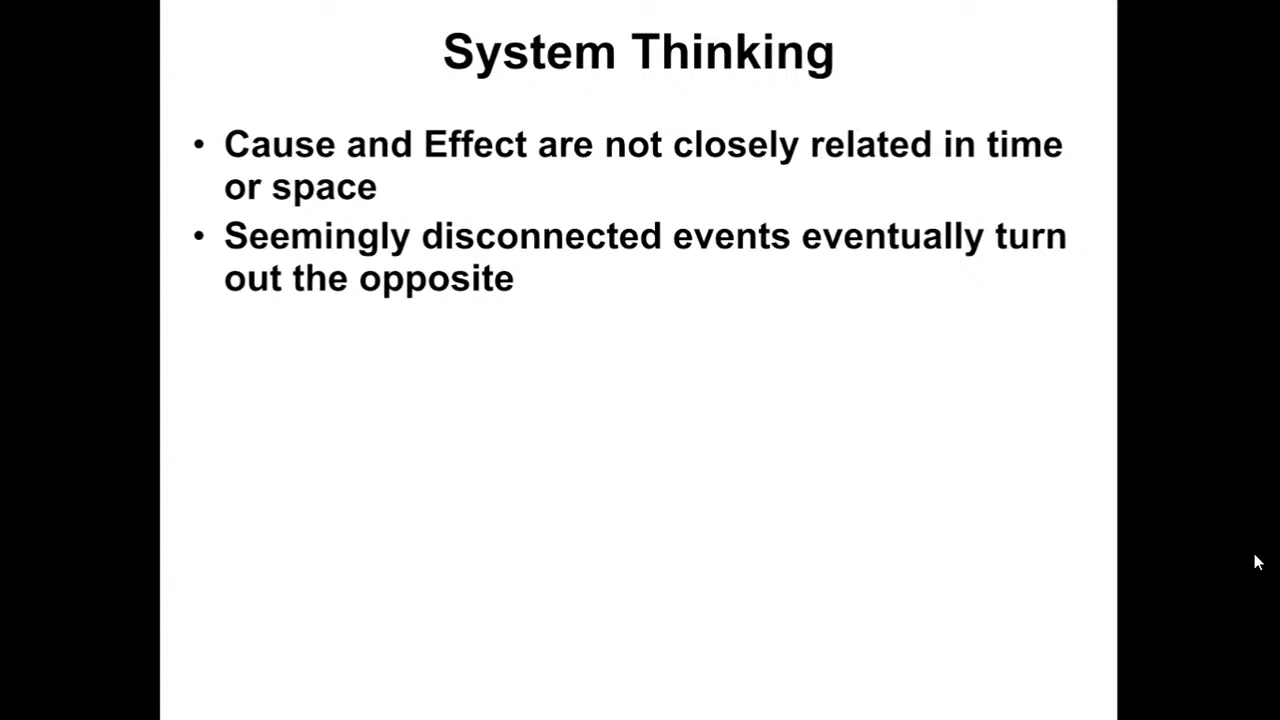 System Thinking
• Cause and Effect are not closely related in time
or space
• Seemingly disconnected events eventually turn
out the opposite